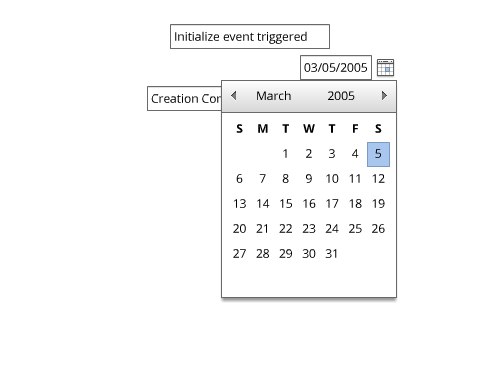 Initialize event triggered
03/05/2005
Creation
March 2005
S M T W T F S
1 2 3 4 5
6 7 8 9 10 11 12
13 14 15 16 17 18 19
20 21 22 23 24 25 26
27 28 29 30 31